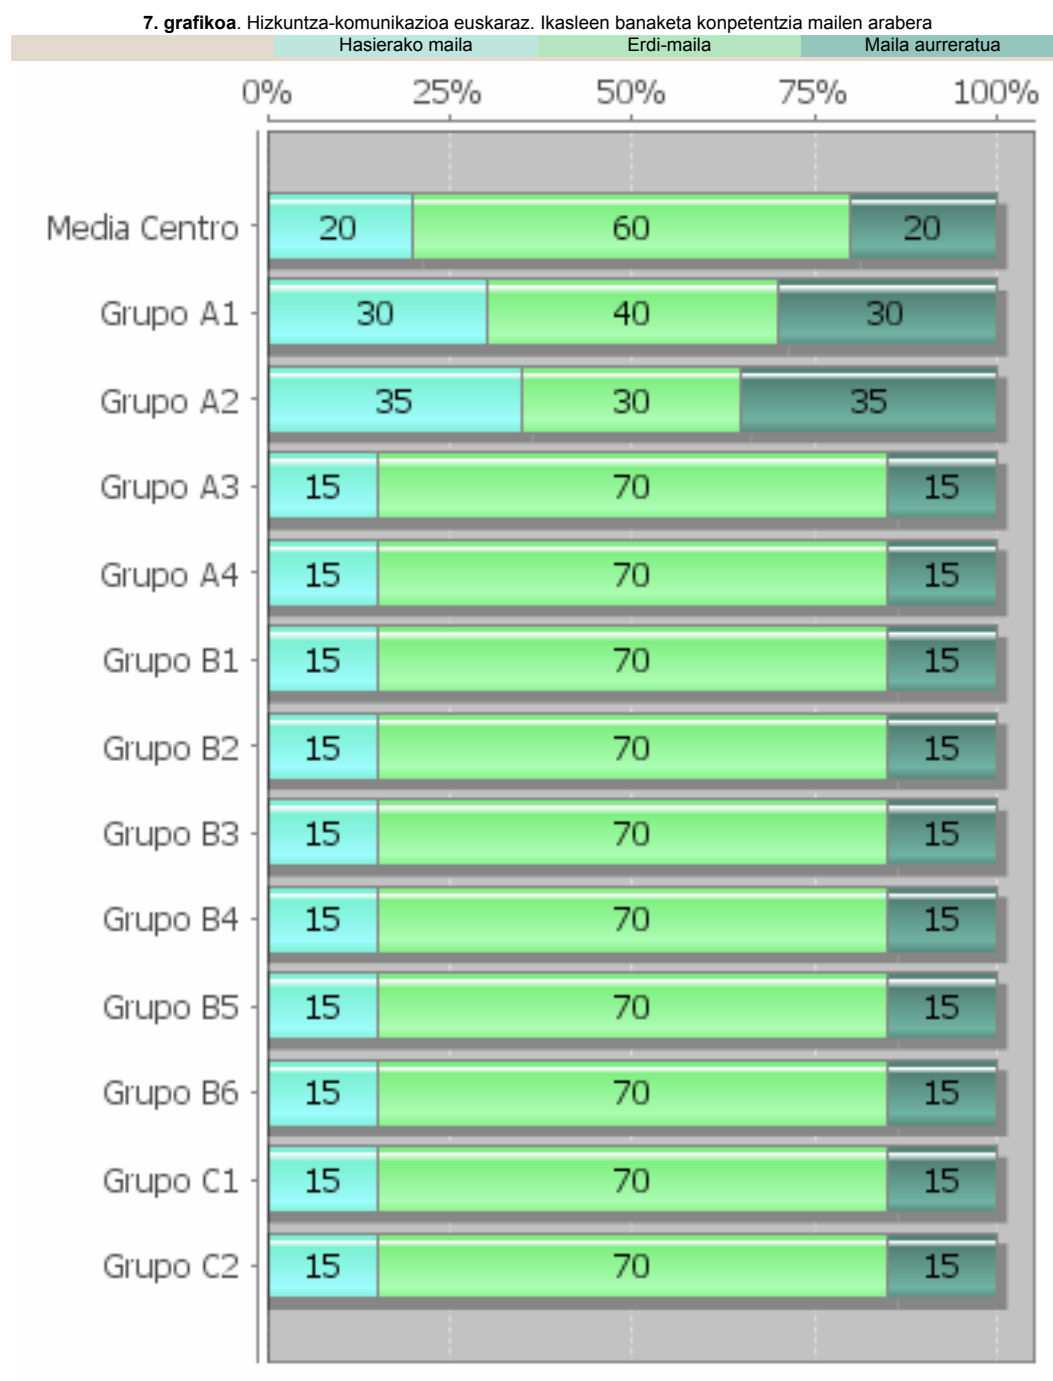 7. grafikoa. Hizkuntza-komunikazioa euskaraz. Ikasleen banaketa konpetentzia mailen arabera
Hasierako maila Erdi-maila Maila aurreratua
0% 25% 50% 75% 100%
Media Centro 20 60 20
Grupo A1 30 40 30
Grupo A2 35 30 35
Grupo A3 15 70 15
Grupo A4 15 70 15
Grupo B1 15 70 15
Grupo B2 15 70 15
Grupo B3 15 70 15
Grupo B4 15 70 15
Grupo B5 15 70 15
Grupo B6 15 70 15
Grupo C1 15 70 15
Grupo C2 15 70 15